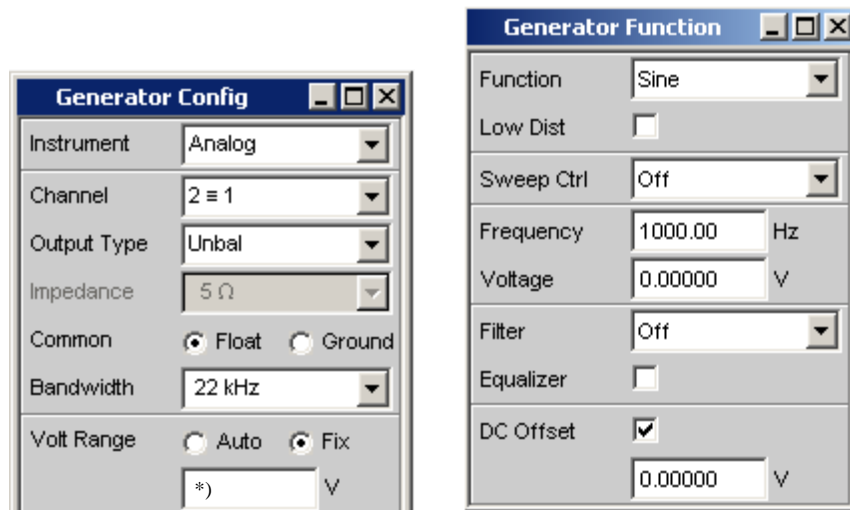 Generator Config
Instrument Analog
Channel 2 ≡ 1
Output Type Unbal
Impedance 5 Ω
Common Float Ground
Bandwidth 22 kHz
Volt Range Auto Fix
*) V
Generator Function
Function Sine
Low Dist
Sweep Ctrl Off
Frequency 1000.00 Hz
Voltage 0.00000 V
Filter Off
Equalizer
DC Offset
0.00000 V